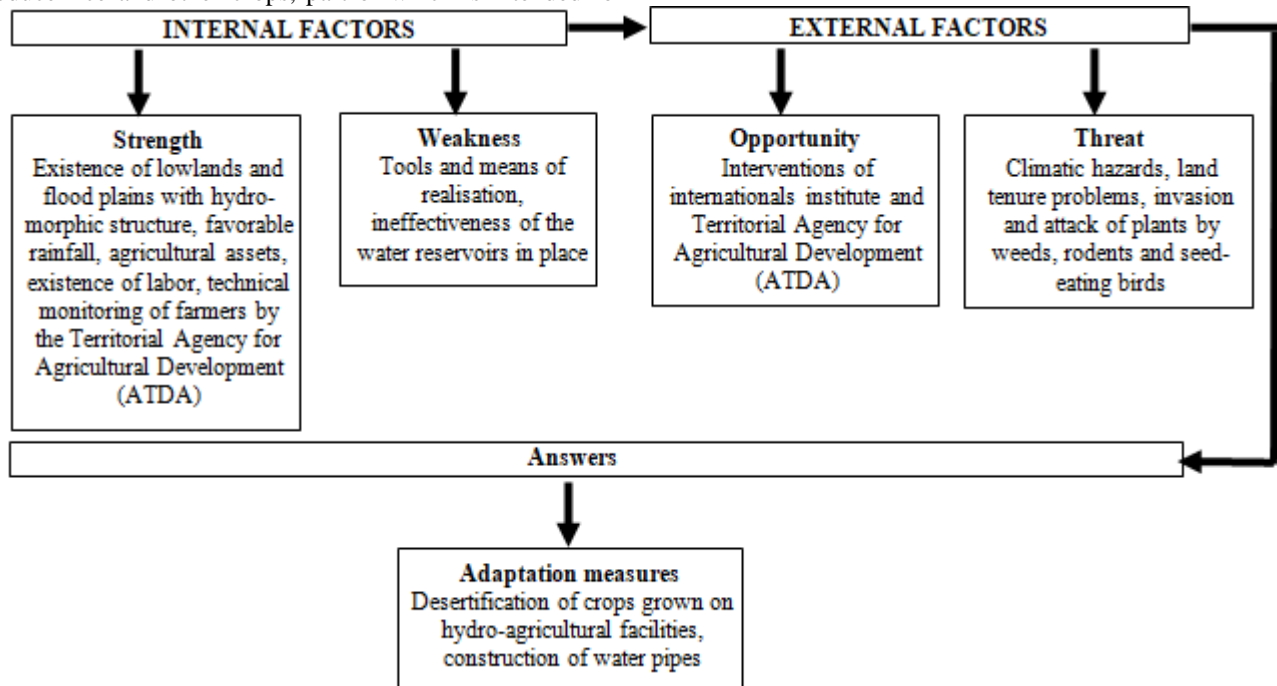 INTERNAL FACTORS
EXTERNAL FACTORS
Strength
Existence of lowlands and
flood plains with hydro-
morphic structure, favorable
rainfall, agricultural assets,
existence of labor, technical
monitoring of farmers by
the Territorial Agency for
Agricultural Development
(ATDA)
Weakness
Tools and means of
realisation,
ineffectiveness of the
water reservoirs in place
Opportunity
Interventions of
internationals institute and
Territorial Agency for
Agricultural Development
(ATDA)
Threat
Climatic hazards, land
tenure problems, invasion
and attack of plants by
weeds, rodents and seed-
eating birds
Answers
Adaptation measures
Desertification of crops grown on
hydro-agricultural facilities,
construction of water pipes